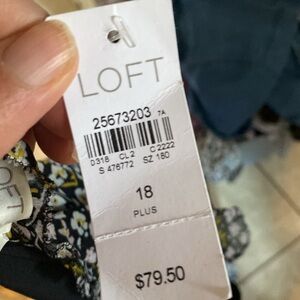 LOFT
25673203 7A
D318 CL2 C2222
S 476772 SZ 180
18
PLUS
$79.50